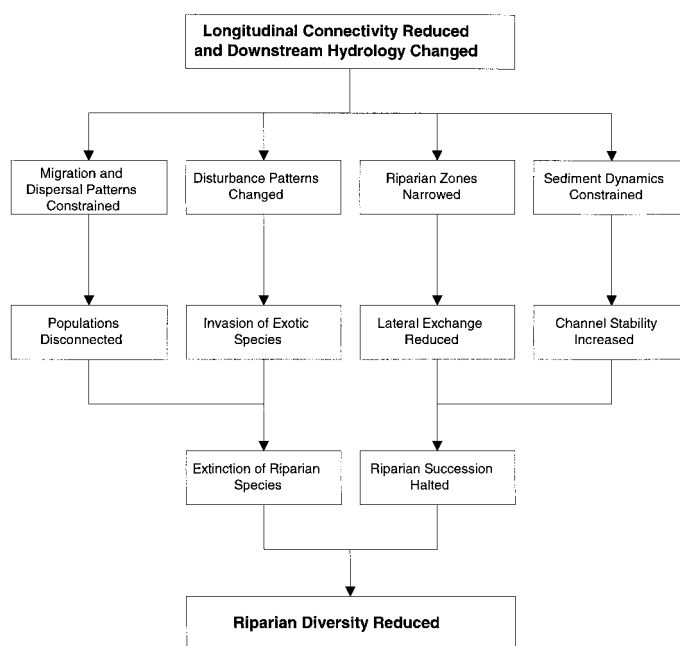 Longitudinal Connectivity Reduced
and Downstream Hydrology Changed
Migration and
Dispersal Patterns
Constrained
Disturbance Patterns
Changed
Riparian Zones
Narrowed
Sediment Dynamics
Constrained
Populations
Disconnected
Invasion of Exotic
Species
Lateral Exchange
Reduced
Channel Stability
Increased
Extinction of Riparian
Species
Riparian Succession
Halted
Riparian Diversity Reduced